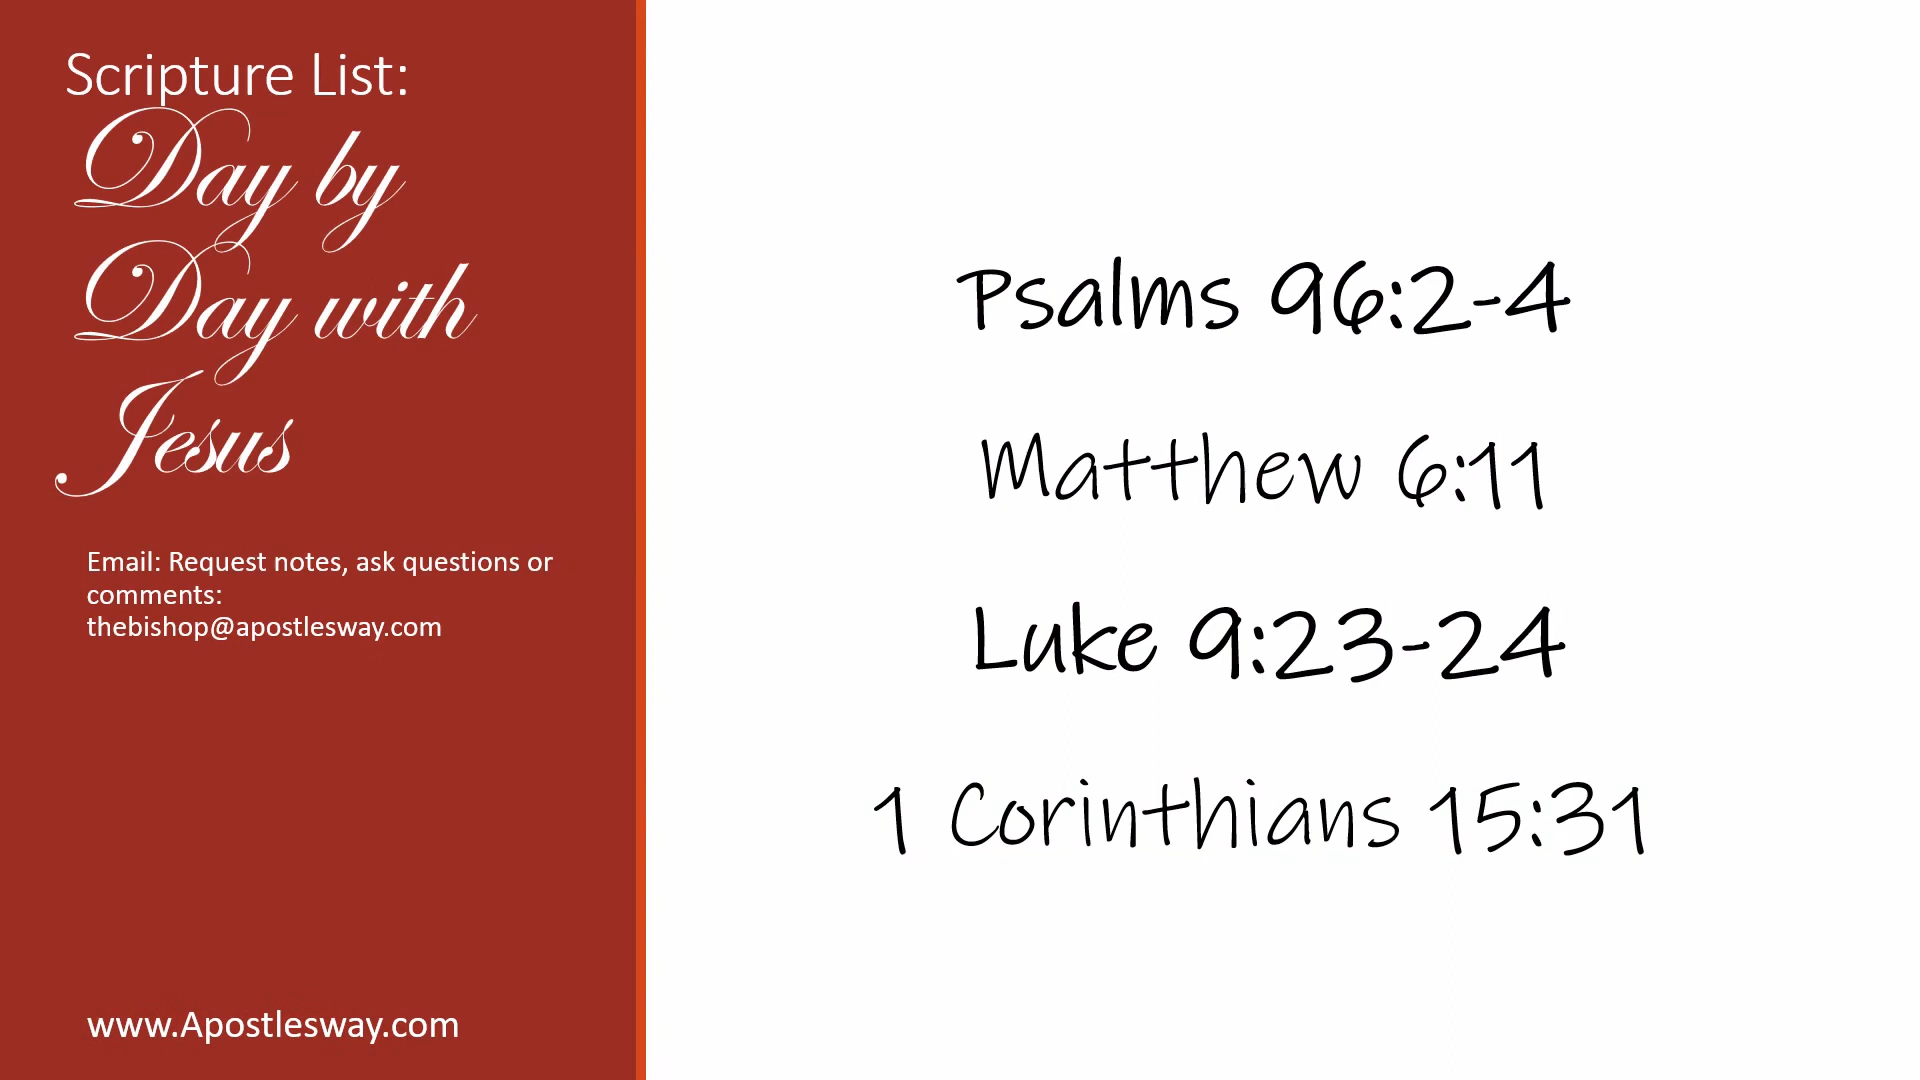 Scripture List:
Day by
Day with
Jesus
Email: Request notes, ask questions or
comments:
thebishop@apostlesway.com
www.Apostlesway.com
Psalms 96:2-4
Matthew 6:11
Luke 9:23-24
1 Corinthians 15:31